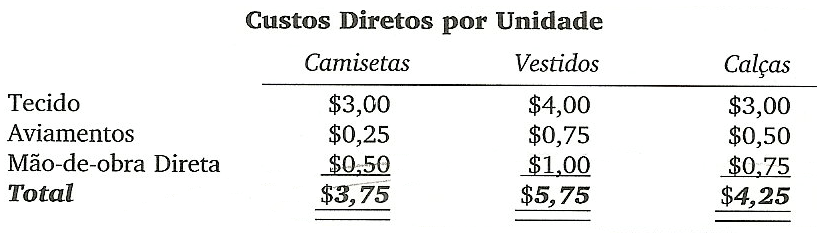 Custos Diretos por Unidade
Camisetas Vestidos Calças
Tecido $3,00 $4,00 $3,00
Aviamentos $0,25 $0,75 $0,50
Mão-de-obra Direta $0,50 $1,00 $0,75
Total $3,75 $5,75 $4,25